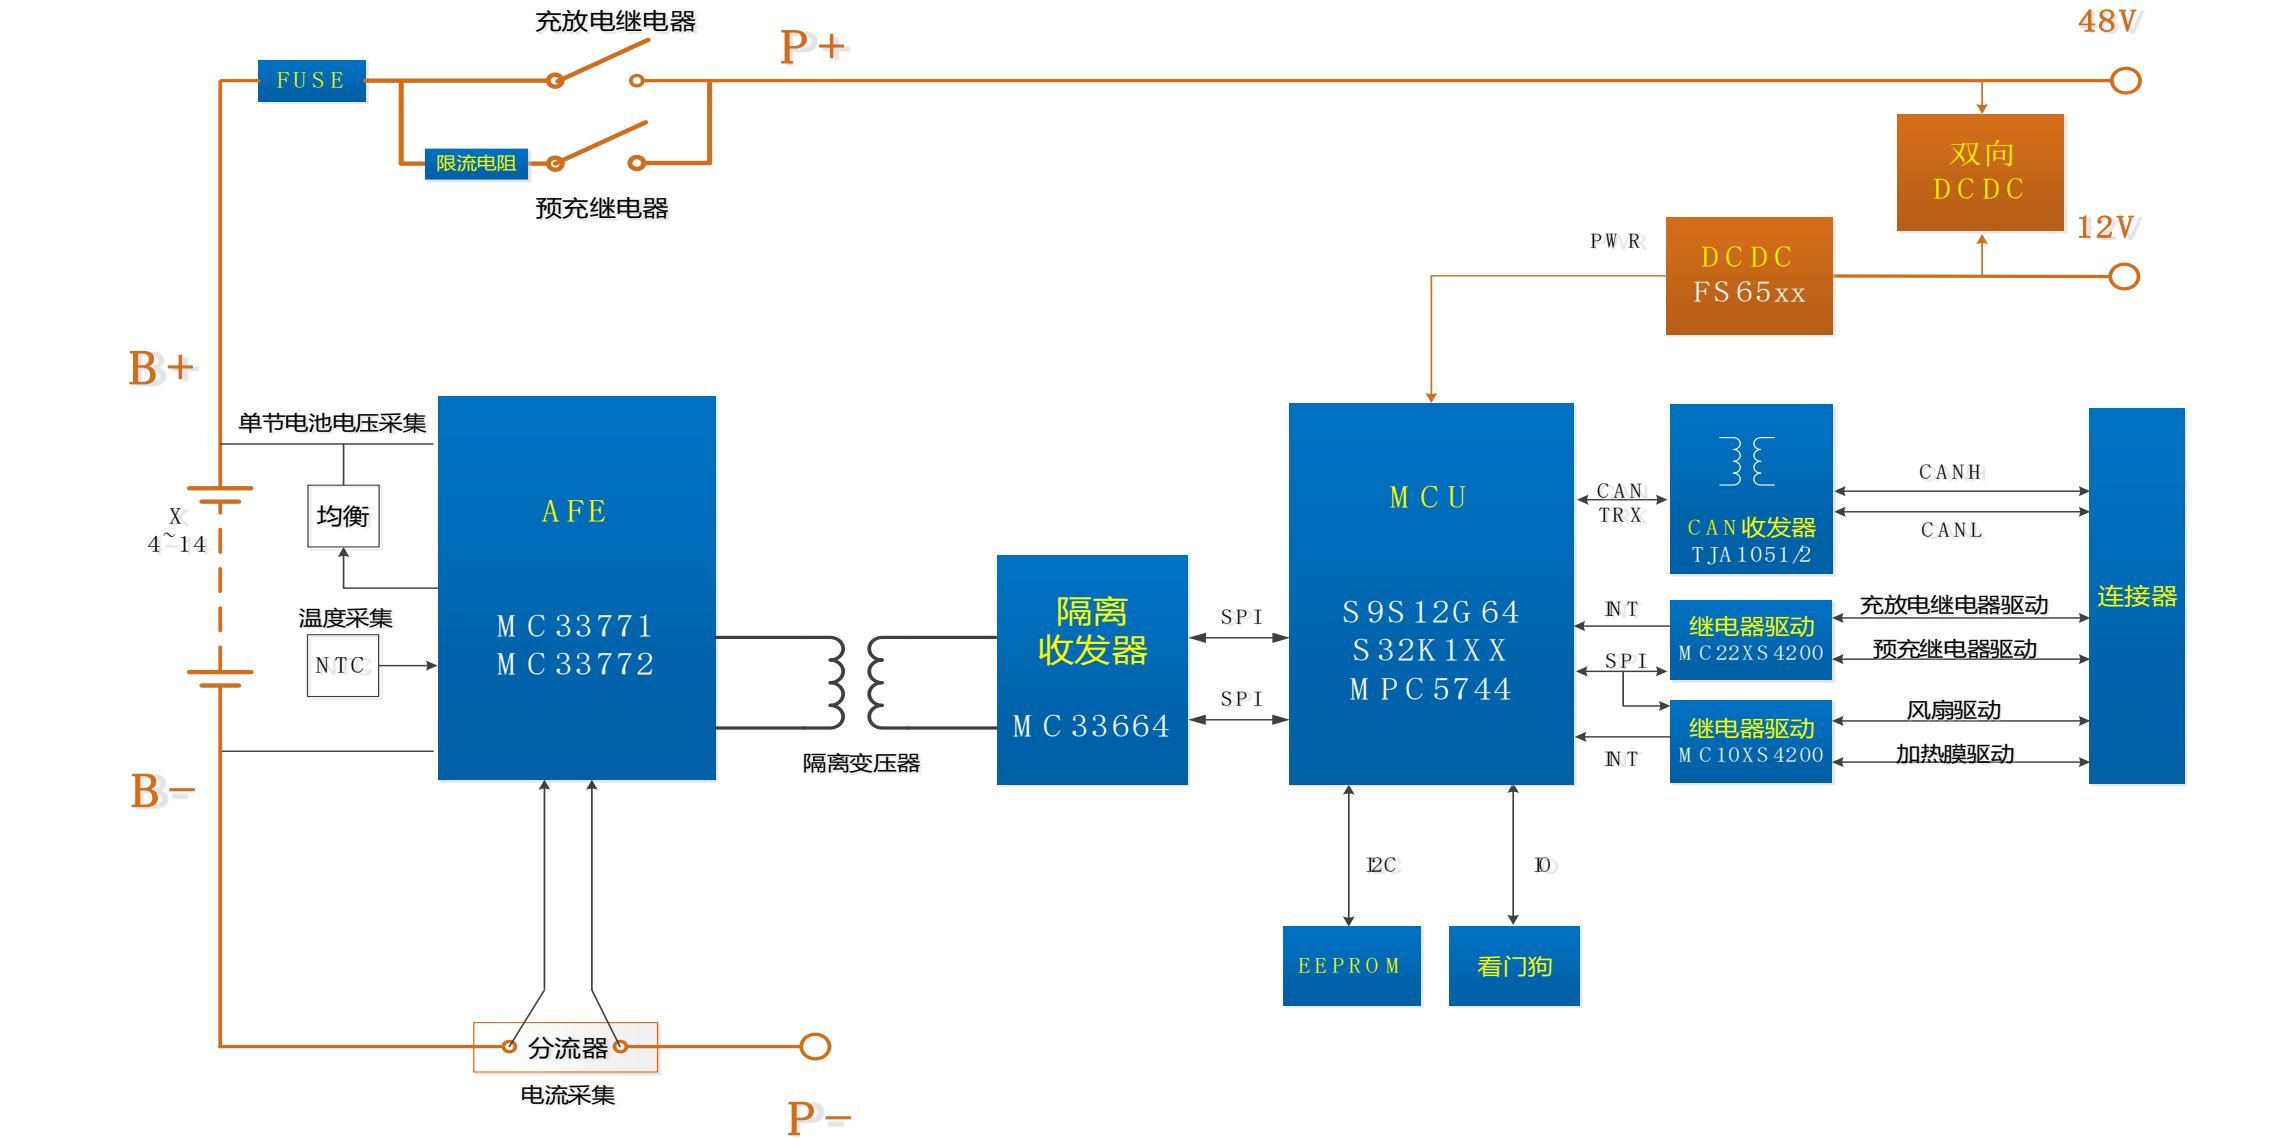 充放电继电器
P+
48V
FUSE
限流电阻
预充继电器
双向
DCDC
12V
PWR
DCDC
FS65xx
B+
单节电池电压采集
均衡
X
4~14
温度采集
NTC
B-
AFE
MC33771
MC33772
隔离变压器
隔离
收发器
MC33664
SPI
SPI
MCU
S9S12G64
S32K1XX
MPC5744
CAN
TRX
CAN收发器
TJA1051/2
CANH
CANL
INT
继电器驱动
MC22XS4200
充放电继电器驱动
预充继电器驱动
SPI
继电器驱动
MC10XS4200
INT
风扇驱动
加热膜驱动
连接器
I2C
IO
EEPROM
看门狗
分流器
电流采集
P-